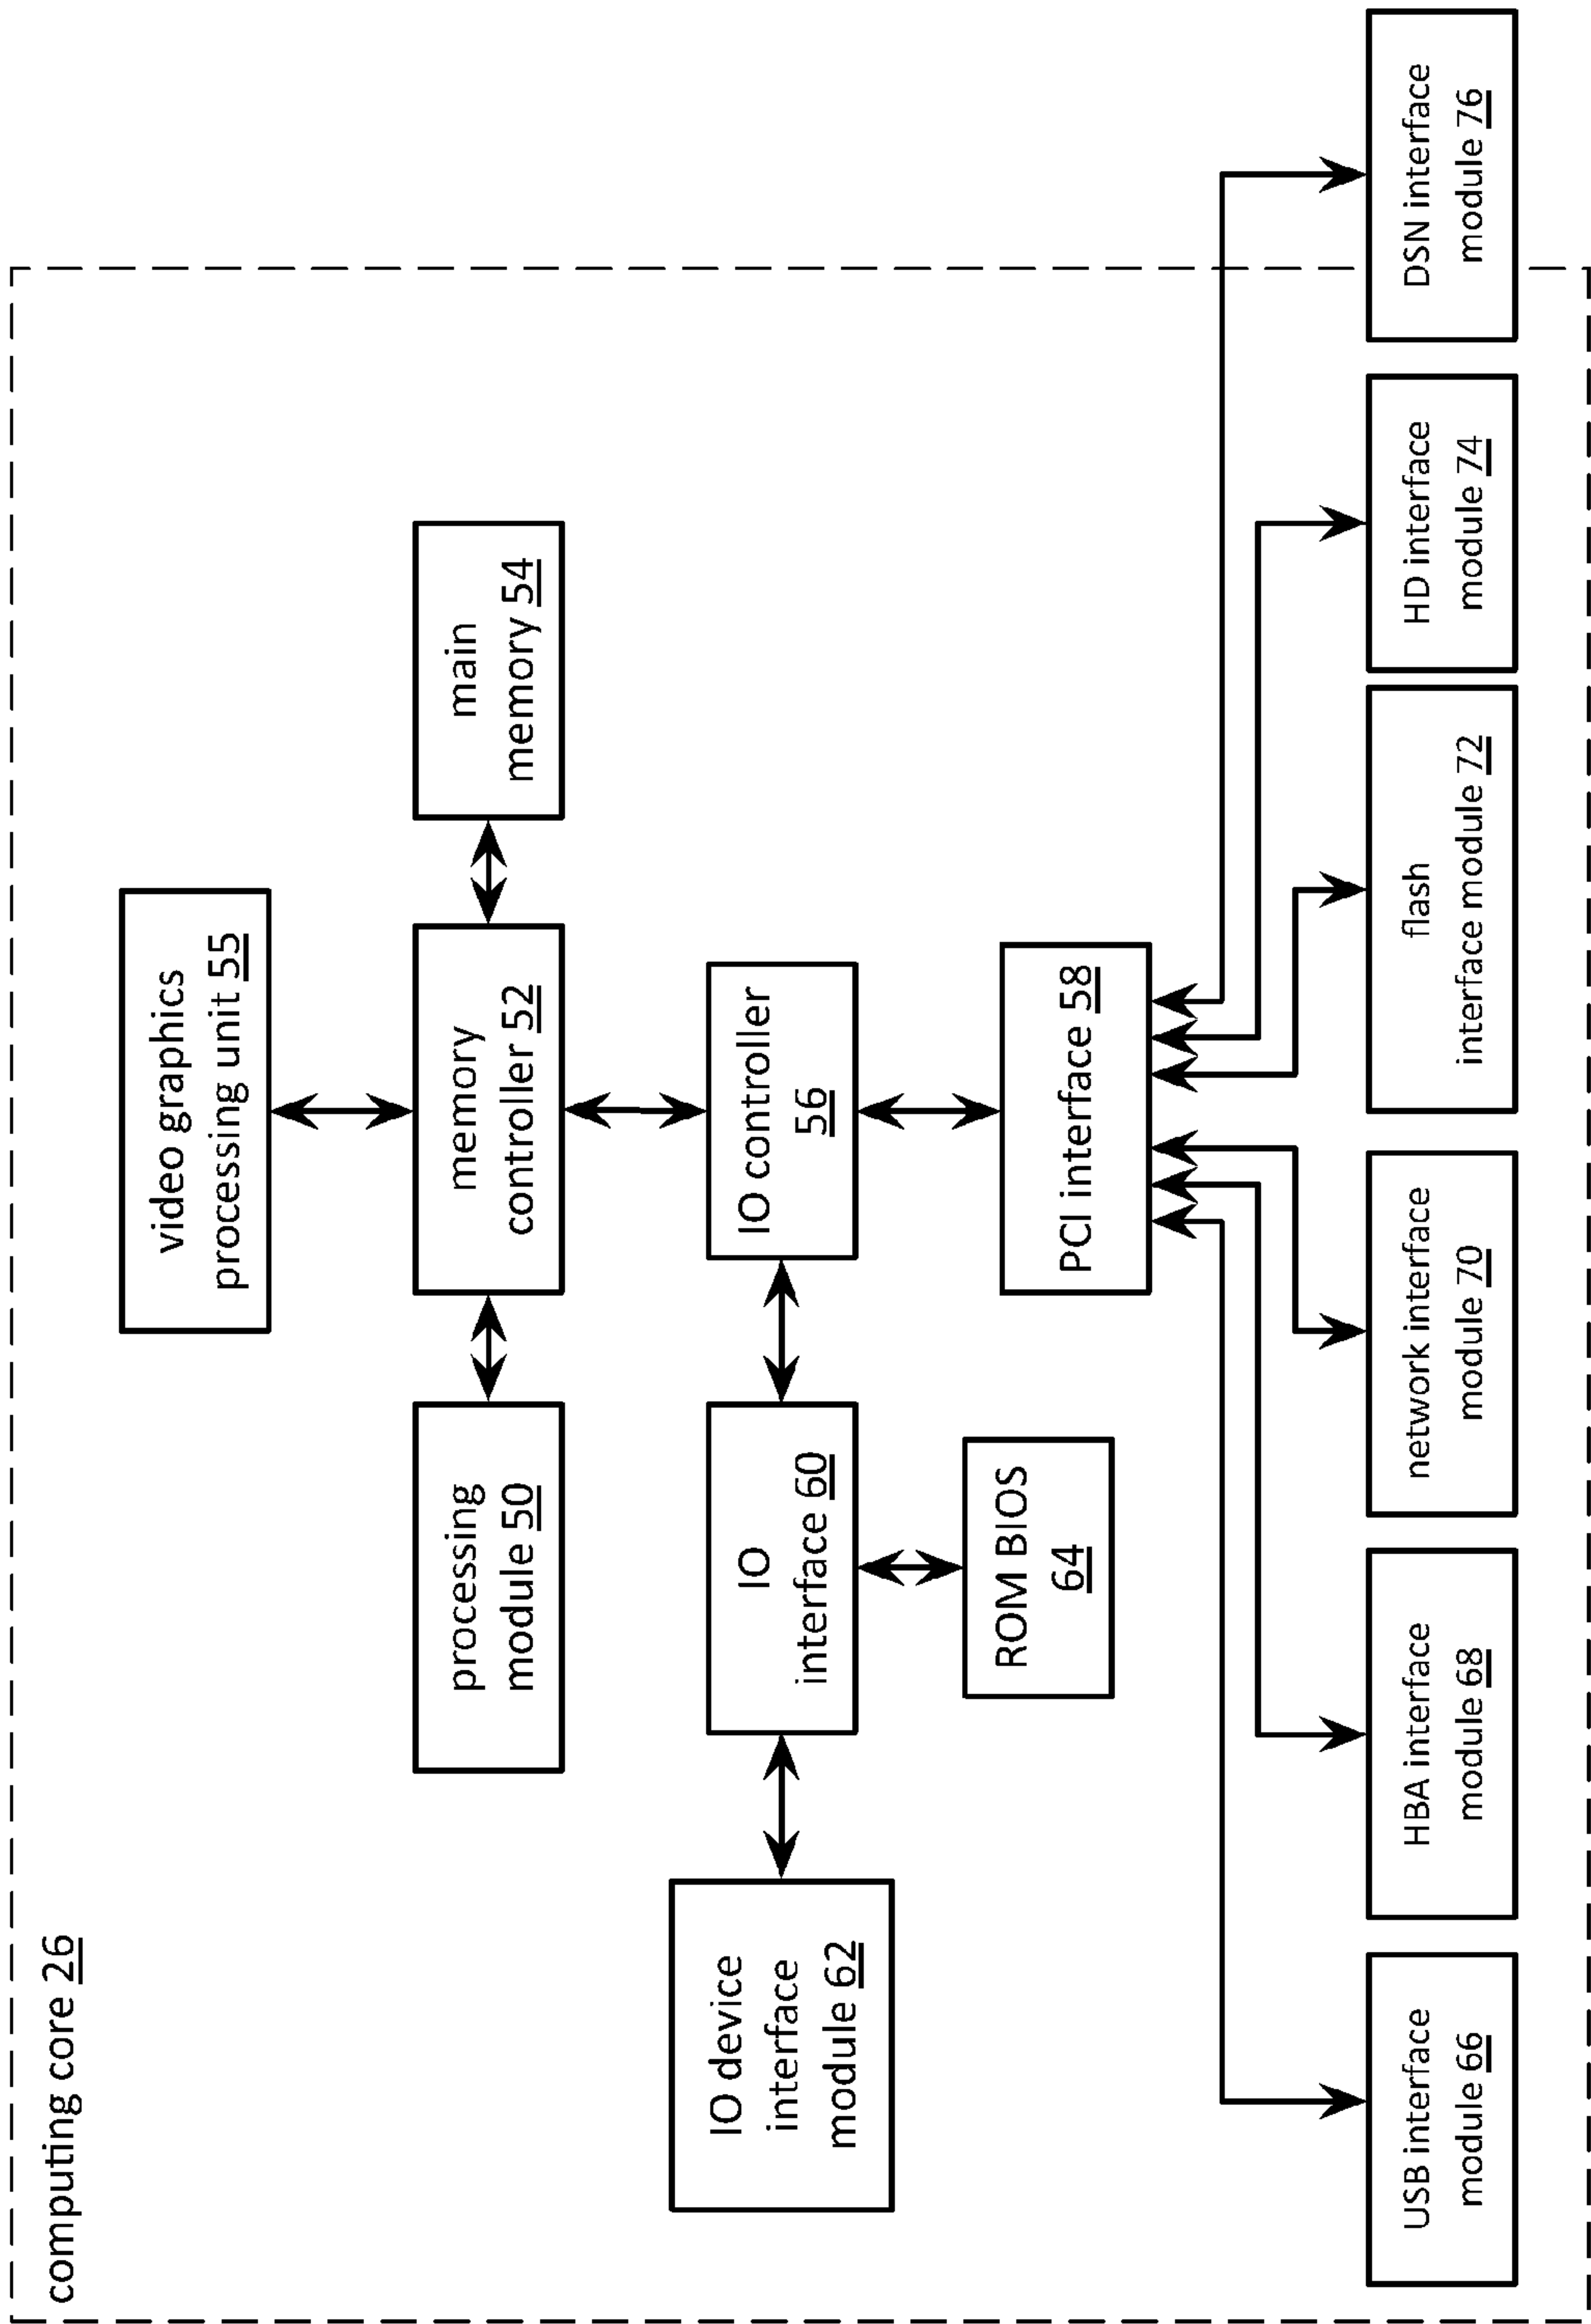 computing core 26
video graphics
processing unit 55
processing
module 50
memory
controller 52
main
memory 54
IO device
interface
module 62
IO
interface 60
IO controller
56
ROM BIOS
64
PCI interface 58
USB interface
module 66
HBA interface
module 68
network interface
module 70
flash
interface module 72
HD interface
module 74
DSN interface
module 76